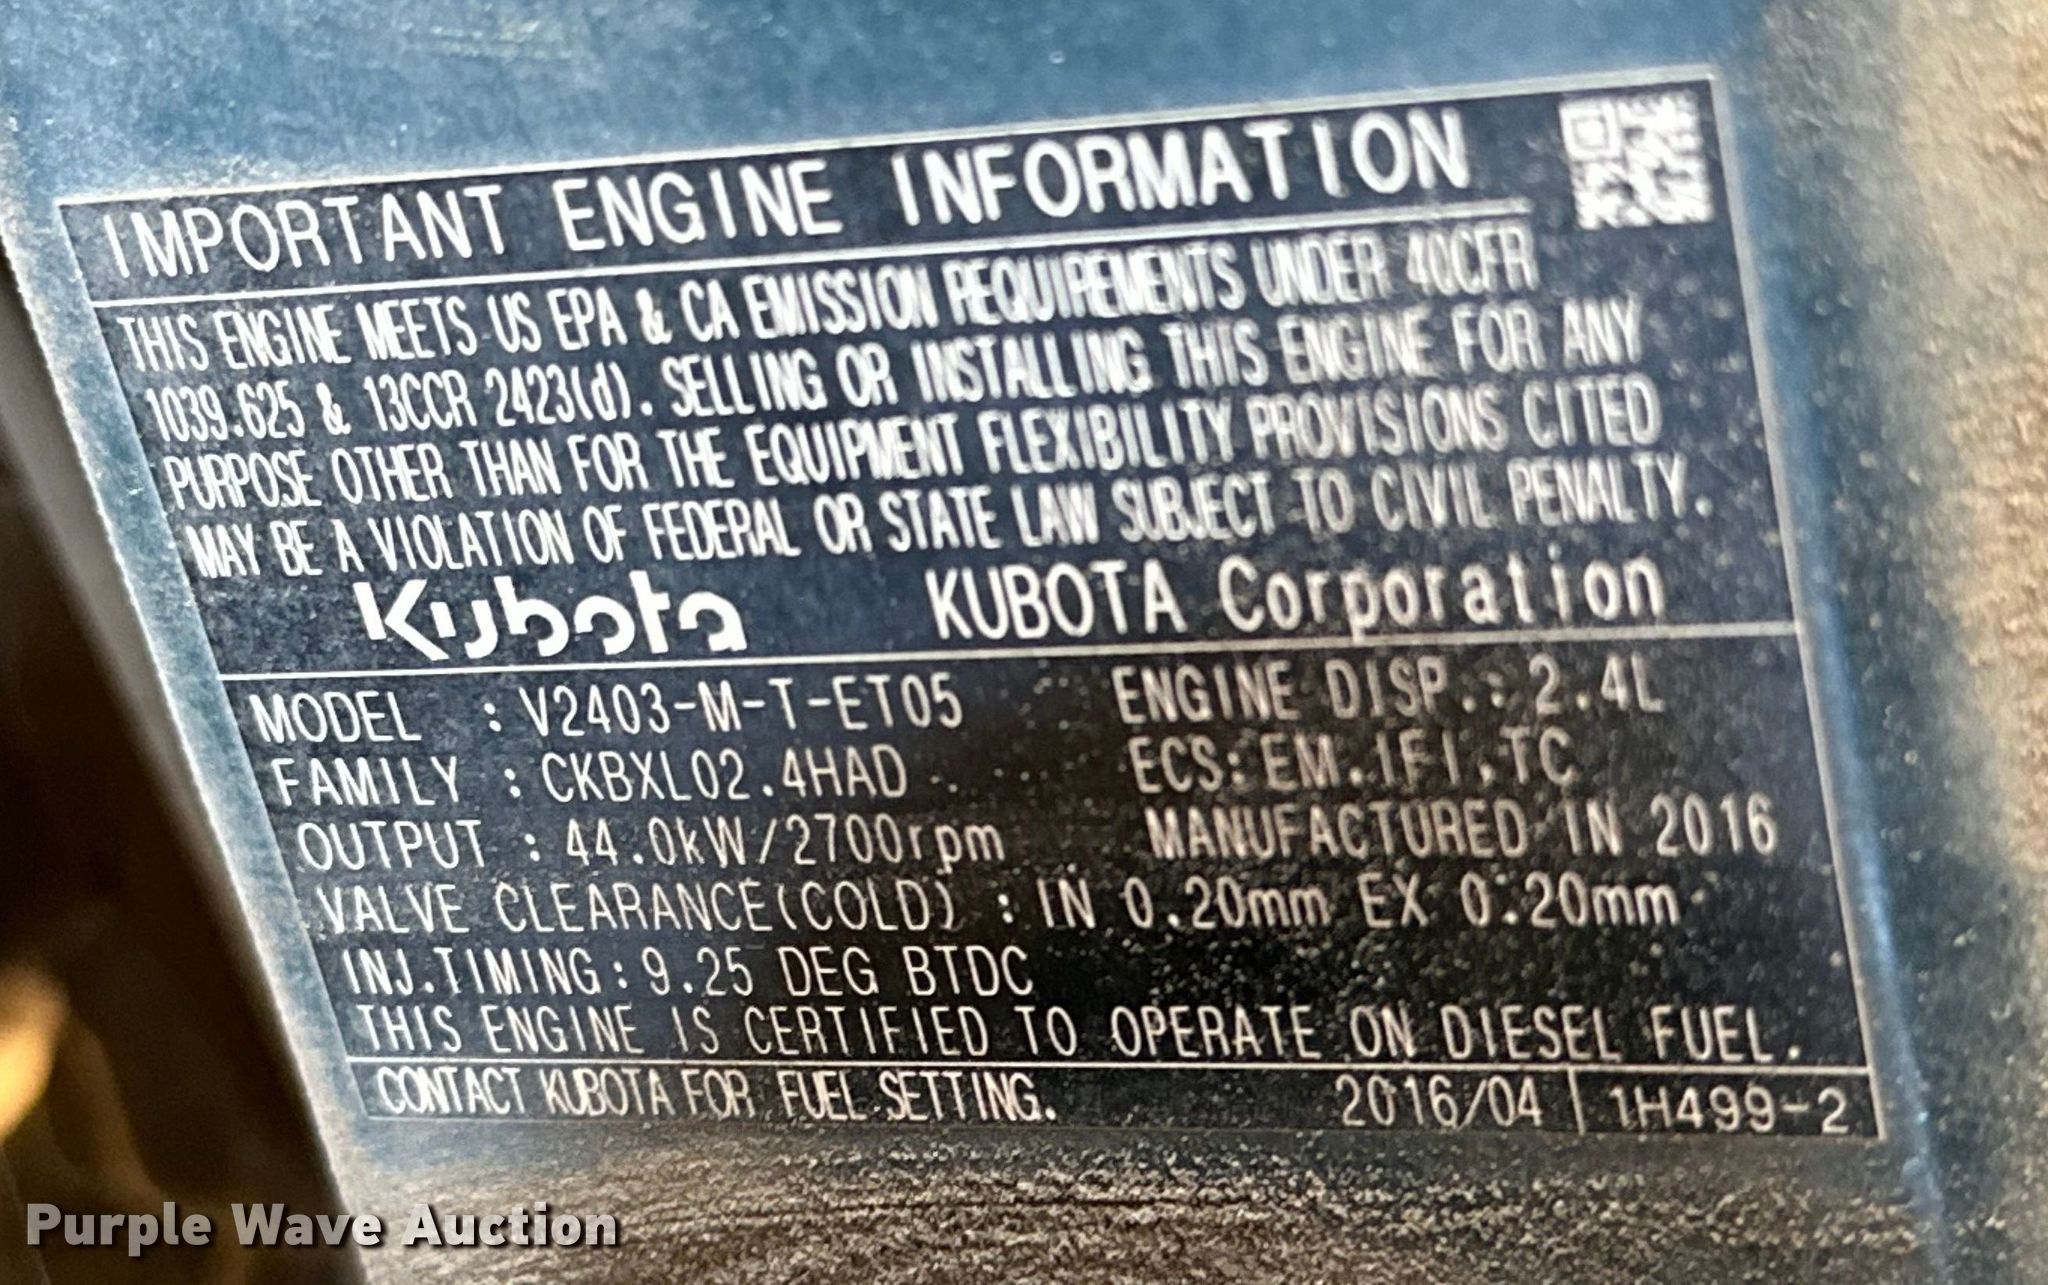 IMPORTANT ENGINE INFORMATION
THIS ENGINE MEETS US EPA & CA EMISSION REQUIREMENTS UNDER 40CFR
1039.625 & 13CCR 2423(d). SELLING OR INSTALLING THIS ENGINE FOR ANY
PURPOSE OTHER THAN FOR THE EQUIPMENT FLEXIBILITY PROVISIONS CITED
MAY BE A VIOLATION OF FEDERAL OR STATE LAW SUBJECT TO CIVIL PENALTY.
Kubota KUBOTA Corporation
MODEL : V2403-M-T-ET05 ENGINE DISP.: 2.4L
FAMILY : CKBXL02.4HAD ECS: EM.IFI.TC
OUTPUT : 44.0kW/2700rpm MANUFACTURED IN 2016
VALVE CLEARANCE(COLD) : IN 0.20mm EX 0.20mm
INJ.TIMING: 9.25 DEG BTDC
THIS ENGINE IS CERTIFIED TO OPERATE ON DIESEL FUEL.
CONTACT KUBOTA FOR FUEL SETTING. 2016/04 1H499-2
Purple Wave Auction